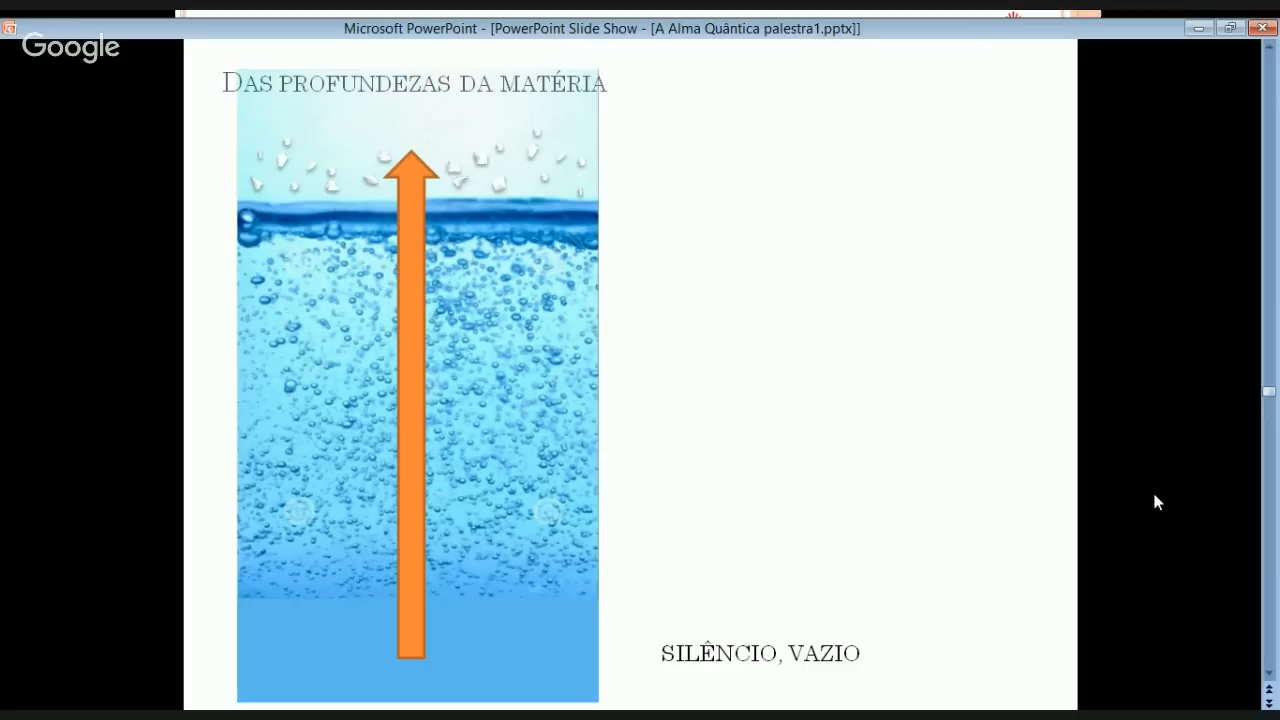 Microsoft PowerPoint - [PowerPoint Slide Show - [A Alma Quântica palestra1.pptx]]
Google
DAS PROFUNDEZAS DA MATÉRIA
SILÊNCIO, VAZIO